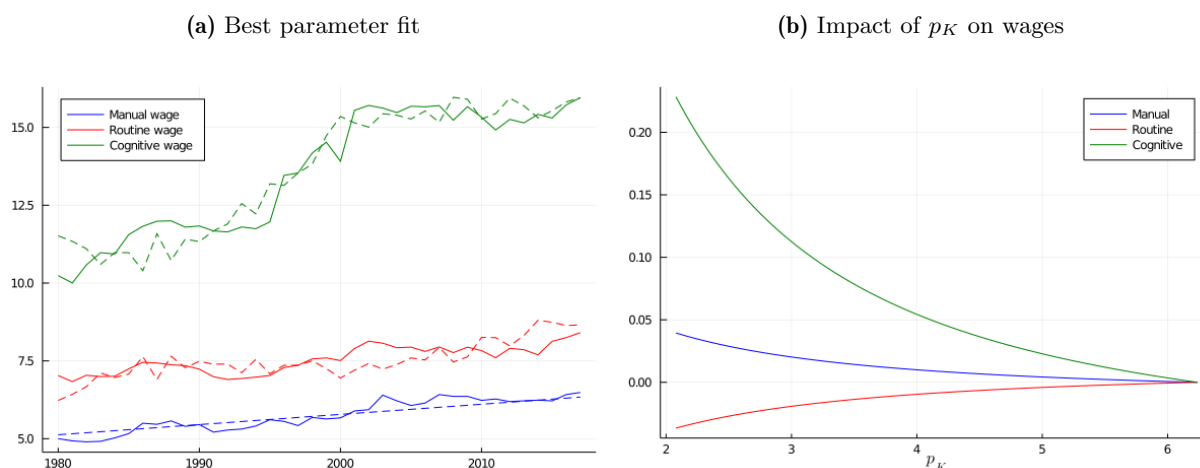 (a) Best parameter fit
Manual wage
Routine wage
Cognitive wage
15.0
12.5
10.0
7.5
5.0
1980
1990
2000
2010
(b) Impact of p_K on wages
Manual
Routine
Cognitive
0.20
0.15
0.10
0.05
0.00
2
3
4
5
6
p_K